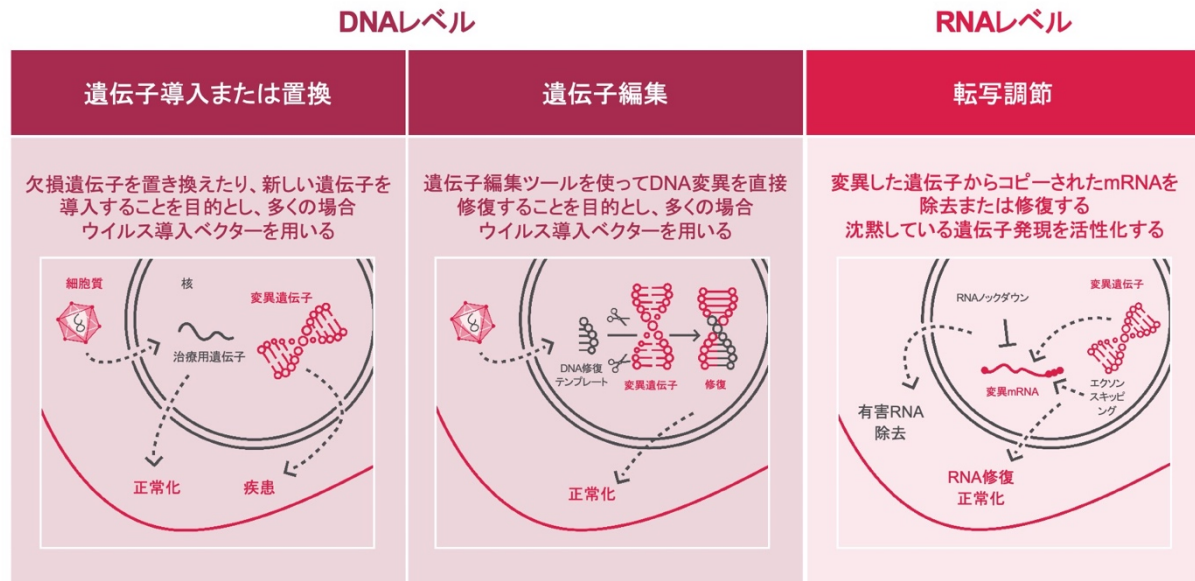 DNAレベル
RNAレベル
遺伝子導入または置換
遺伝子編集
転写調節
欠損遺伝子を置き換えたり、新しい遺伝子を
導入することを目的とし、多くの場合
ウイルス導入ベクターを用いる
遺伝子編集ツールを使ってDNA変異を直接
修復することを目的とし、多くの場合
ウイルス導入ベクターを用いる
変異した遺伝子からコピーされたmRNAを
除去または修復する
沈黙している遺伝子発現を活性化する
細胞質
核
変異遺伝子
治療用遺伝子
正常化
疾患
DNA修復
テンプレート
変異遺伝子
修復
正常化
変異遺伝子
RNAノックダウン
変異mRNA
エクソン
スキッピ
ング
有害RNA
除去
RNA修復
正常化